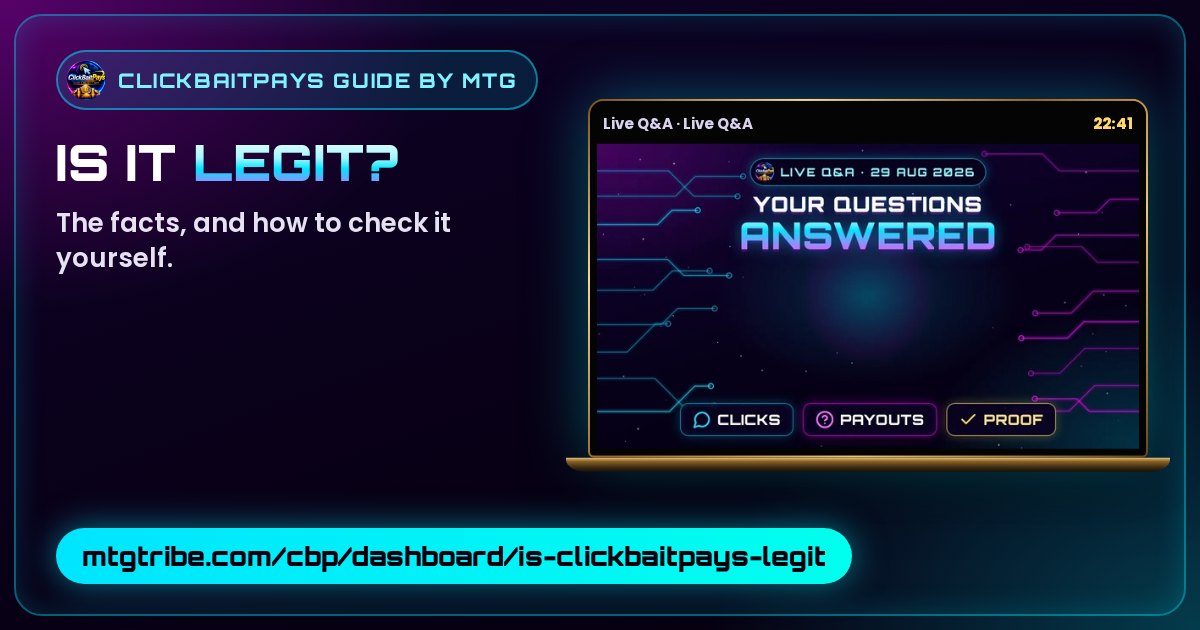 ClickBaitPays
CLICKBAITPAYS GUIDE BY MTG
IS IT LEGIT?
The facts, and how to check it
yourself.
Live Q&A · Live Q&A
22:41
LIVE Q&A · 29 AUG 2026
YOUR QUESTIONS
ANSWERED
CLICKS
PAYOUTS
PROOF
mtgtribe.com/cbp/dashboard/is-clickbaitpays-legit